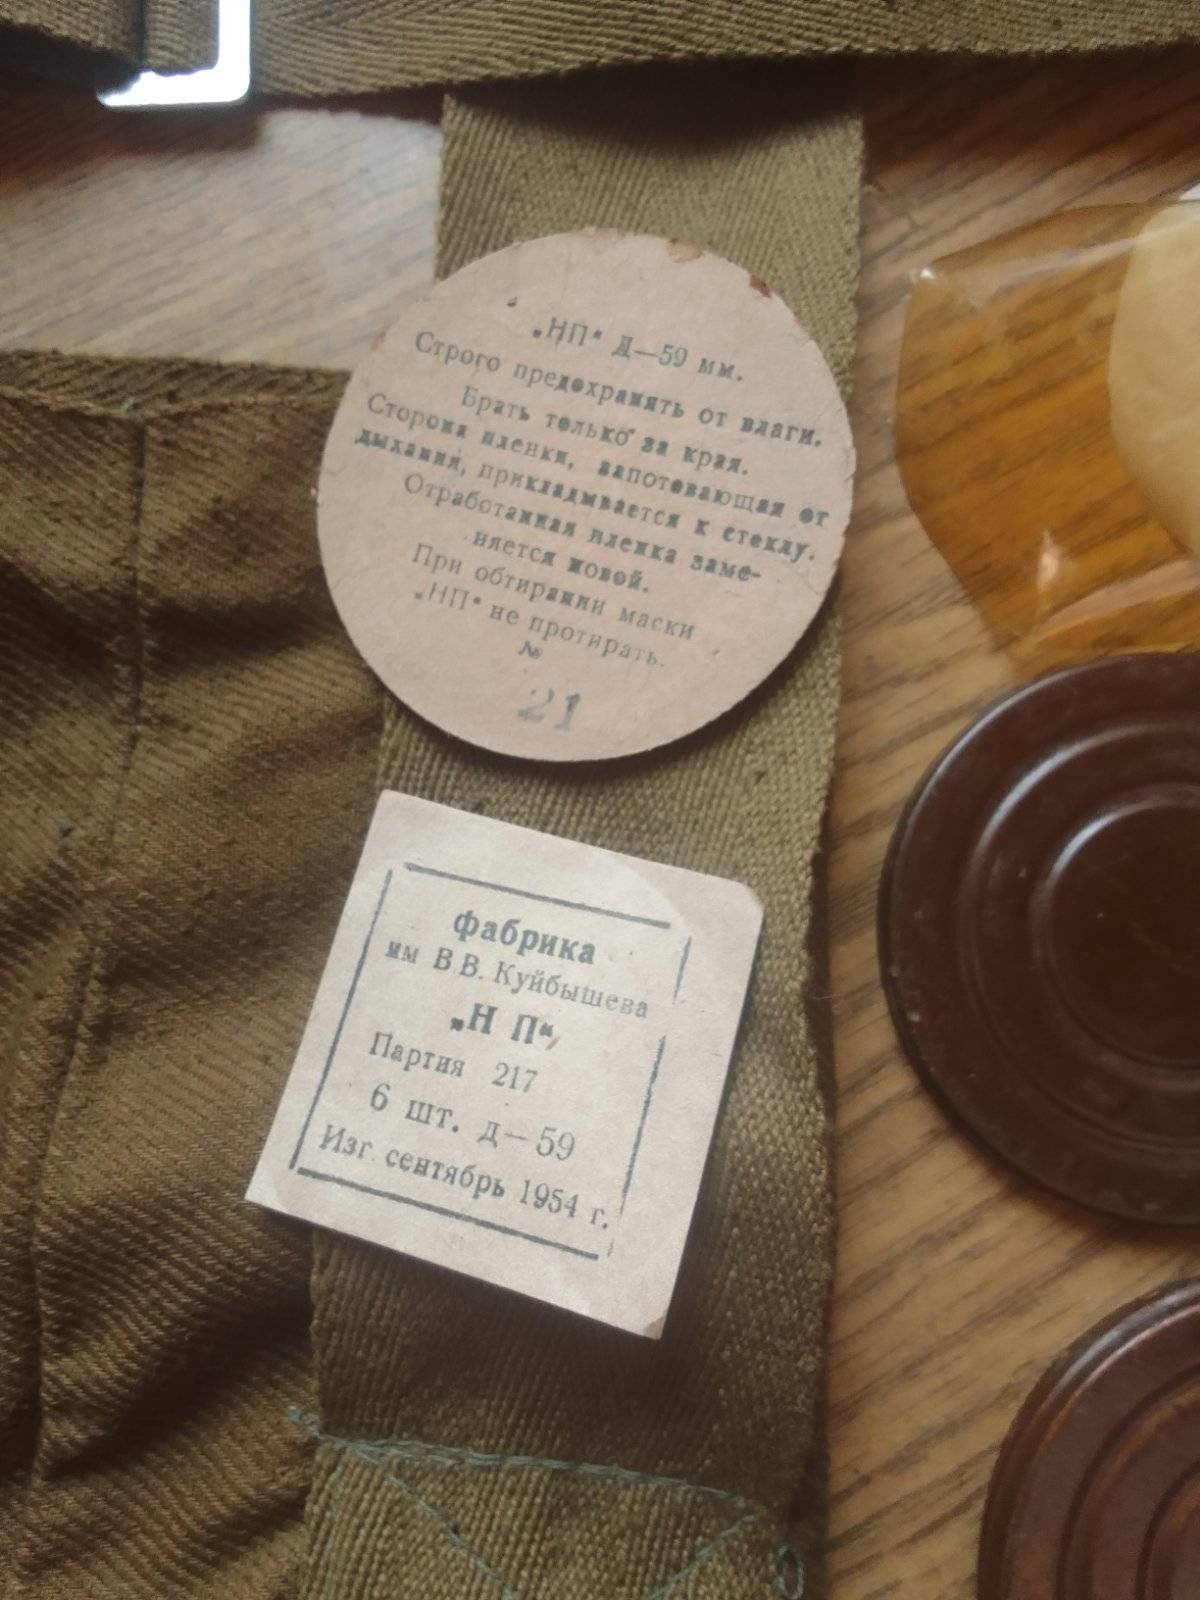 „НП“ Д—59 мм.
Строго предохранять от влаги.
Брать только за края.
Сторона пленки, запотевающая от
дыхания, прикладывается к стеклу.
Отработанная пленка заме-
няется новой.
При обтирании маски
„НП“ не протирать.
№
21
фабрика
им В.В. Куйбышева
„Н П“
Партия 217
6 шт. д—59
Изг. сентябрь 1954 г.